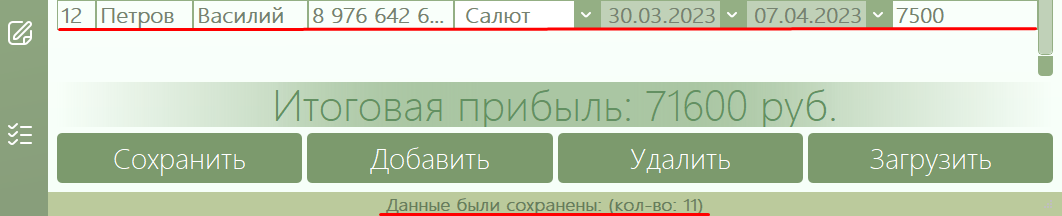 12 Петров Василий 8 976 642 6... Салют 30.03.2023 07.04.2023 7500
Итоговая прибыль: 71600 руб.
Сохранить Добавить Удалить Загрузить
Данные были сохранены: (кол-во: 11)